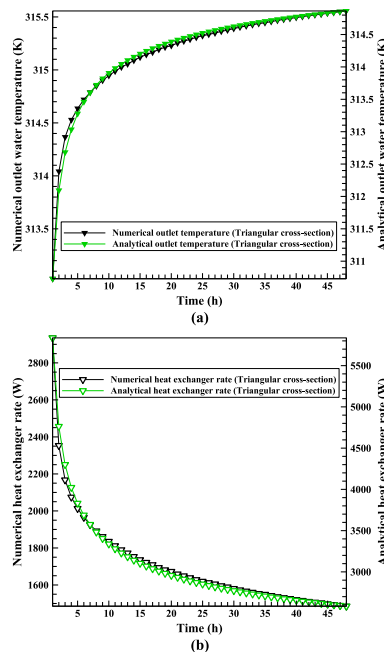 315.5
315
314.5
314
313.5
314.5
314
313.5
313
312.5
312
311.5
311
Numerical outlet water temperature (K)
Analytical outlet water temperature (K)
Numerical outlet temperature (Triangular cross-section)
Analytical outlet temperature (Triangular cross-section)
5 10 15 20 25 30 35 40 45
Time (h)
(a)
2800
2600
2400
2200
2000
1800
1600
5500
5000
4500
4000
3500
3000
Numerical heat exchanger rate (W)
Analytical heat exchanger rate (W)
Numerical heat exchanger rate (Triangular cross-section)
Analytical heat exchanger rate (Triangular cross-section)
5 10 15 20 25 30 35 40 45
Time (h)
(b)